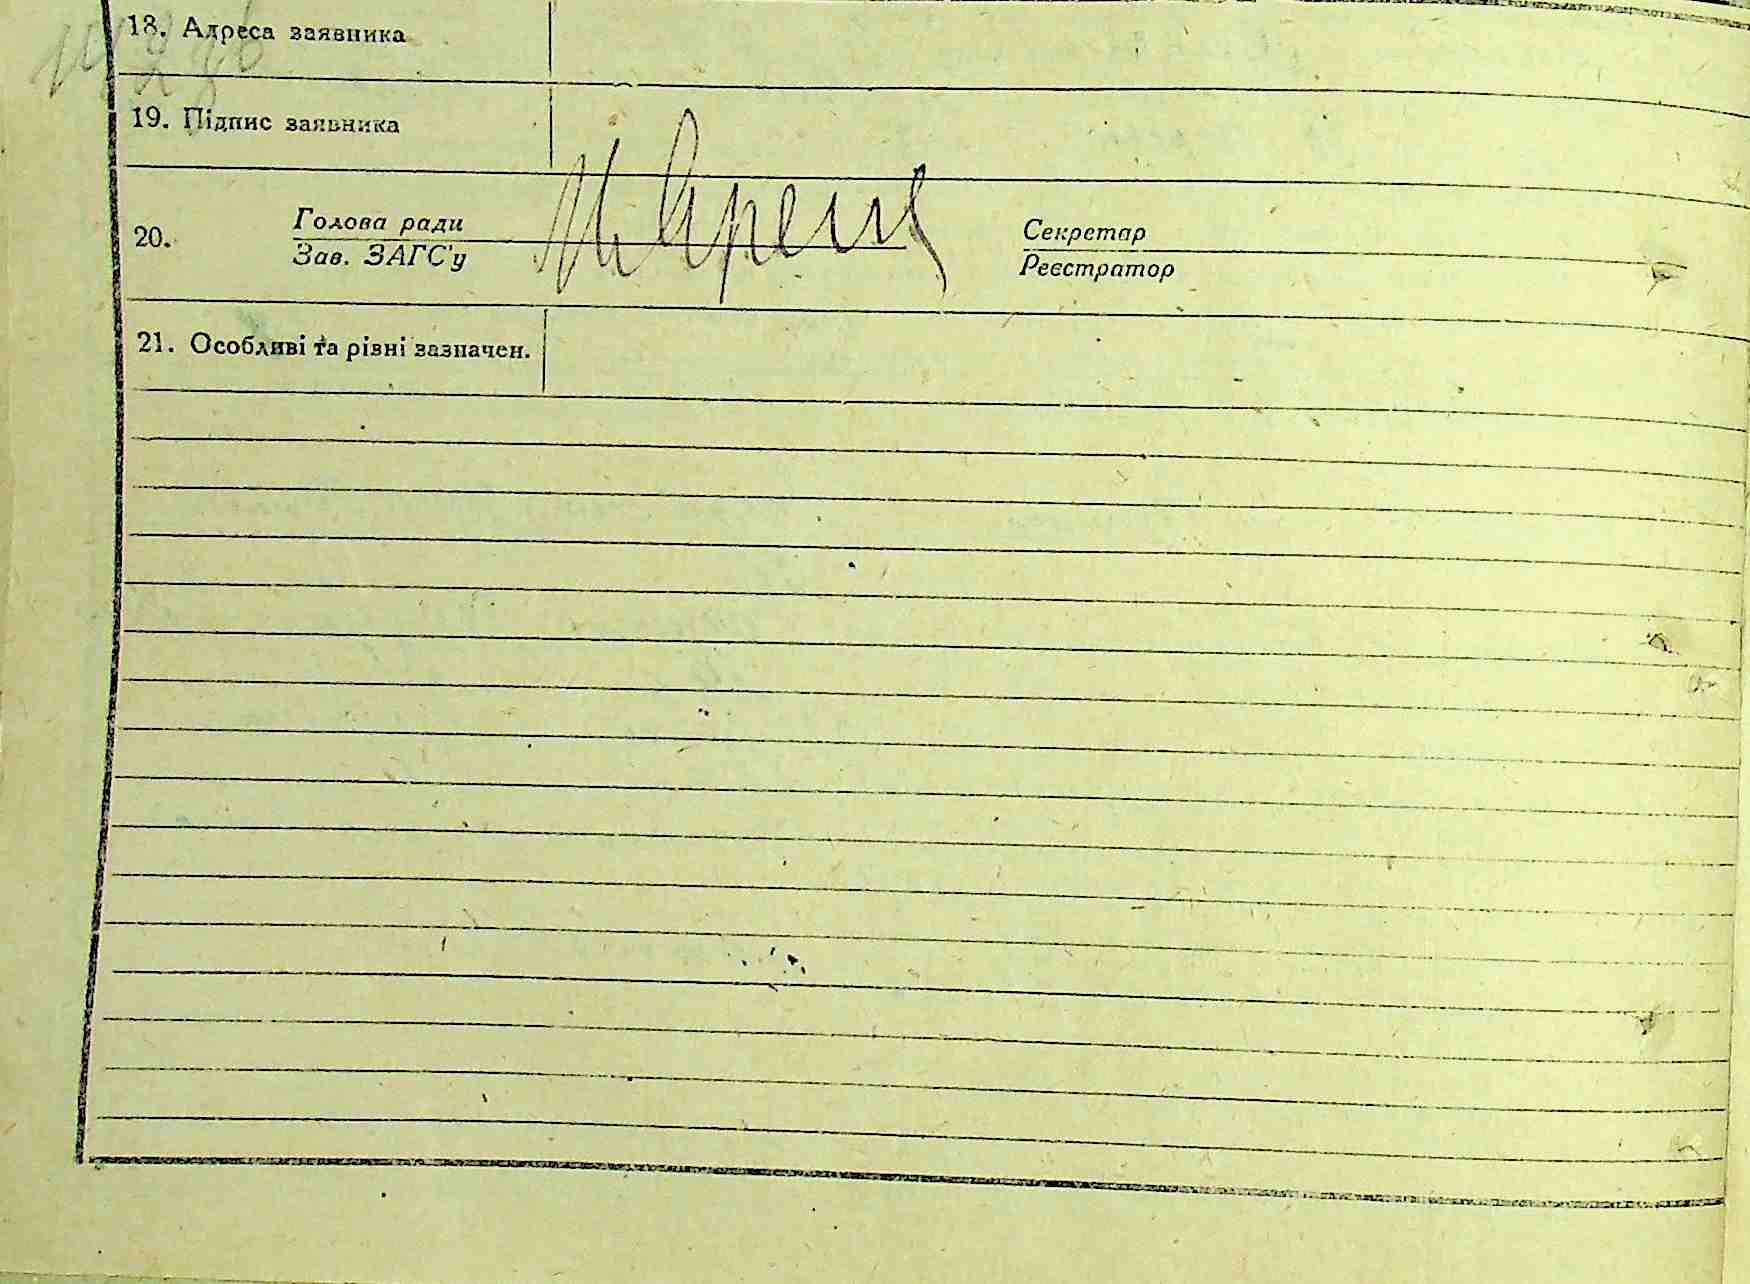 18. Адреса заявника
19. Підпис заявника
20. Голова ради
Зав. ЗАГС'у
Секретар
Реєстратор
21. Особливі та різні зазначен.